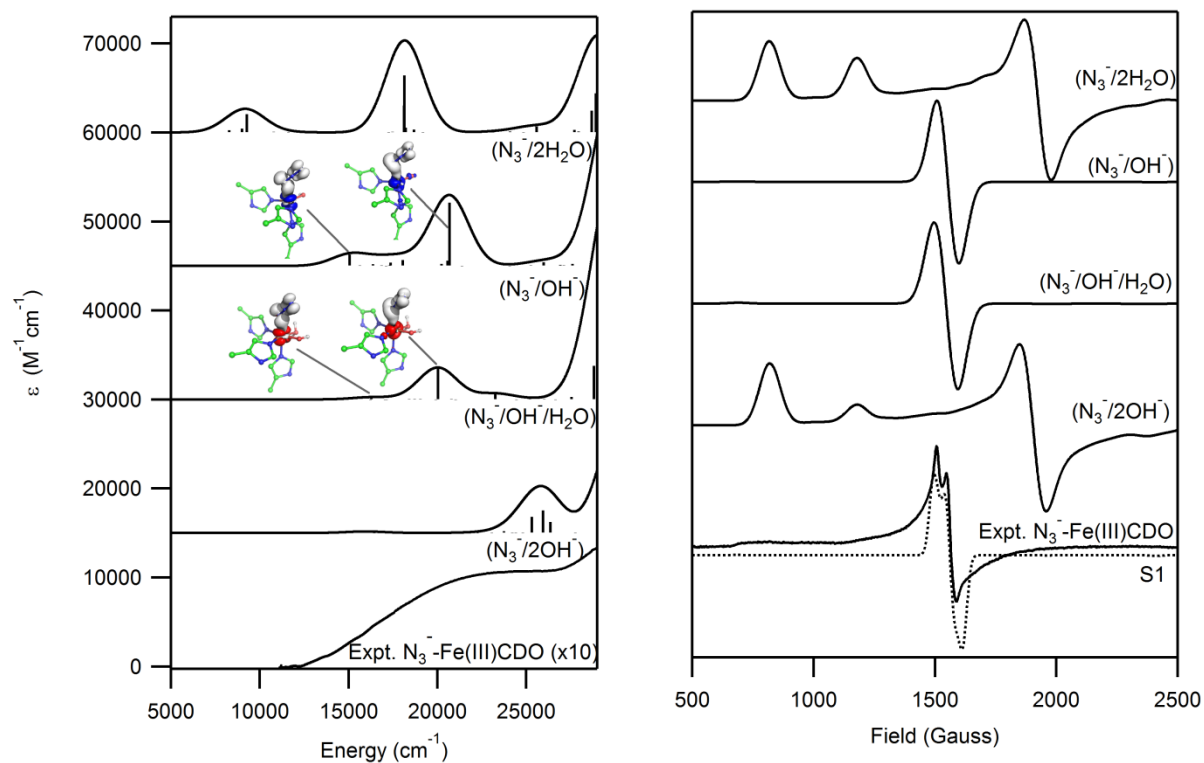 70000
60000
50000
40000
30000
20000
10000
0
ε (M⁻¹cm⁻¹)
(N₃⁻/2H₂O)
(N₃⁻/OH⁻)
(N₃⁻/OH⁻/H₂O)
(N₃⁻/2OH⁻)
Expt. N₃⁻-Fe(III)CDO (x10)
5000 10000 15000 20000 25000
Energy (cm⁻¹)
(N₃⁻/2H₂O)
(N₃⁻/OH⁻)
(N₃⁻/OH⁻/H₂O)
(N₃⁻/2OH⁻)
Expt. N₃⁻-Fe(III)CDO
S1
500 1000 1500 2000 2500
Field (Gauss)